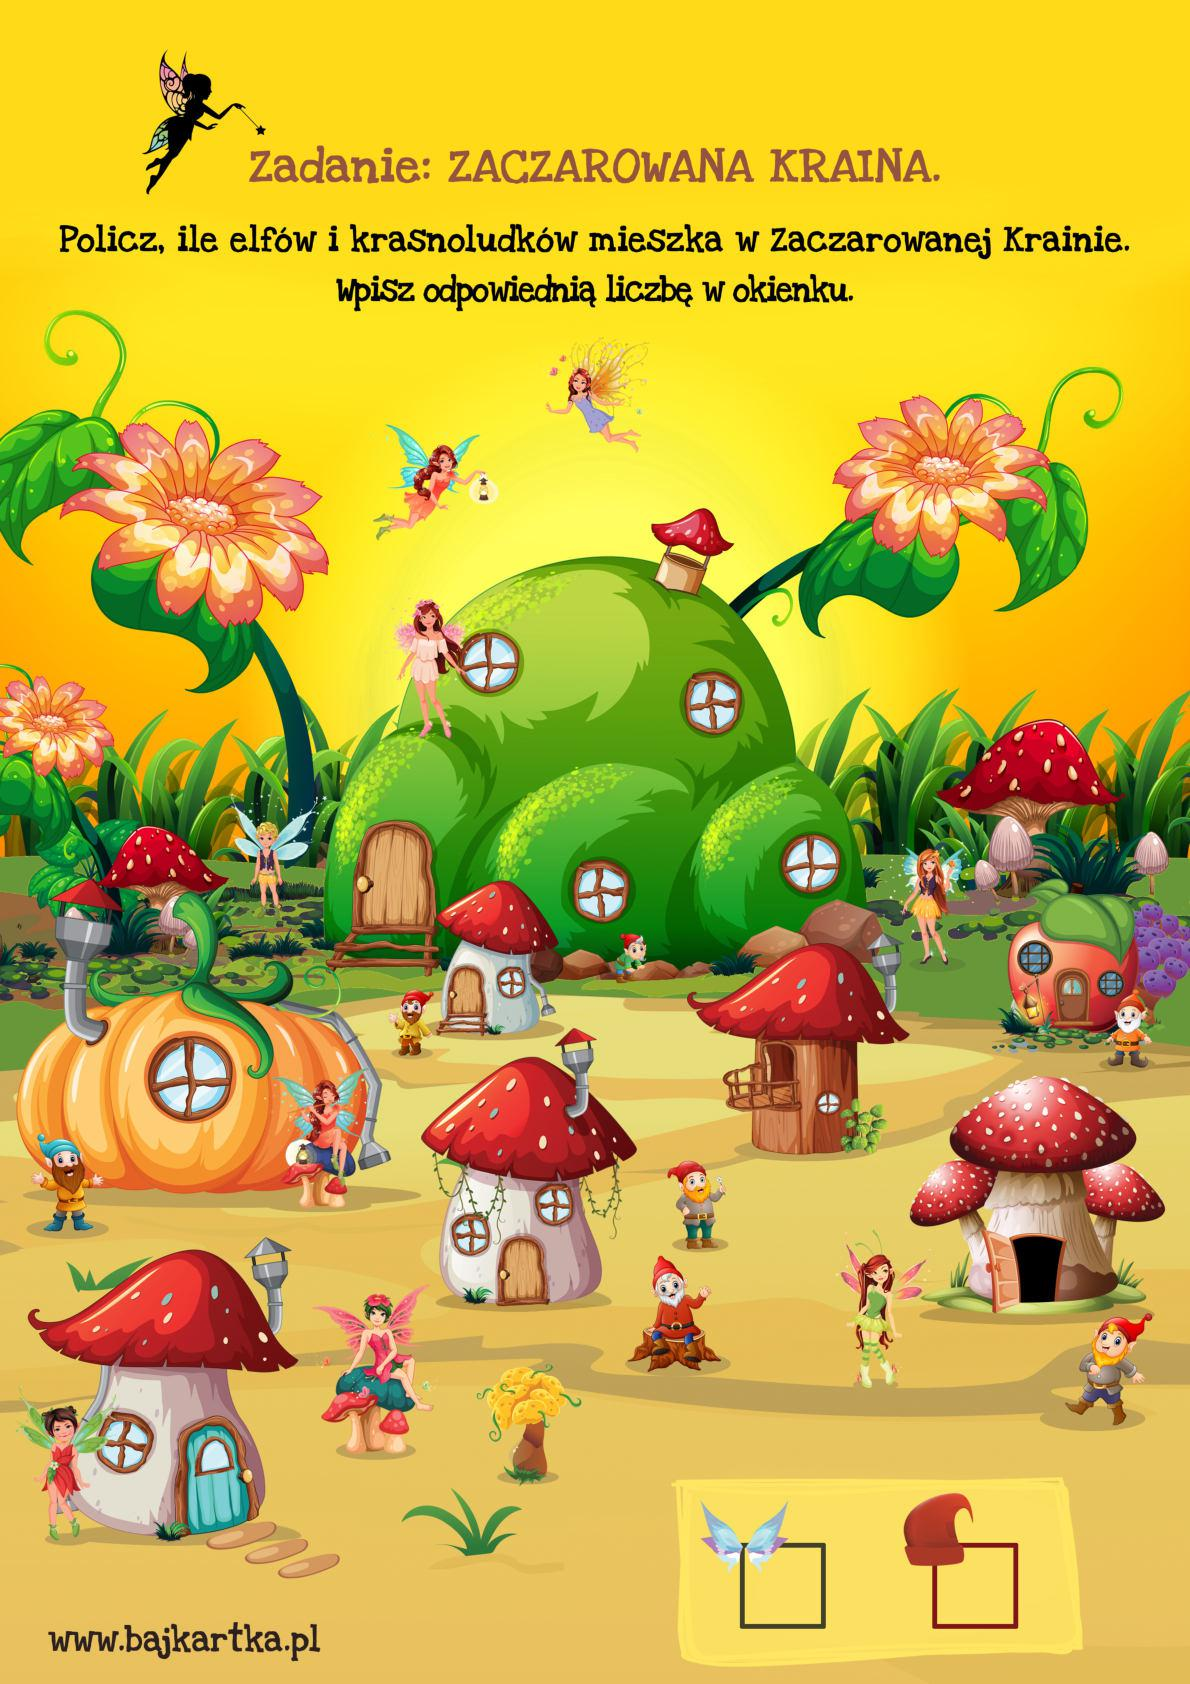 Zadanie: ZACZAROWANA KRAINA.
Policz, ile elfów i krasnoludków mieszka w Zaczarowanej Krainie.
Wpisz odpowiednią liczbę w okienku.
www.bajkartka.pl